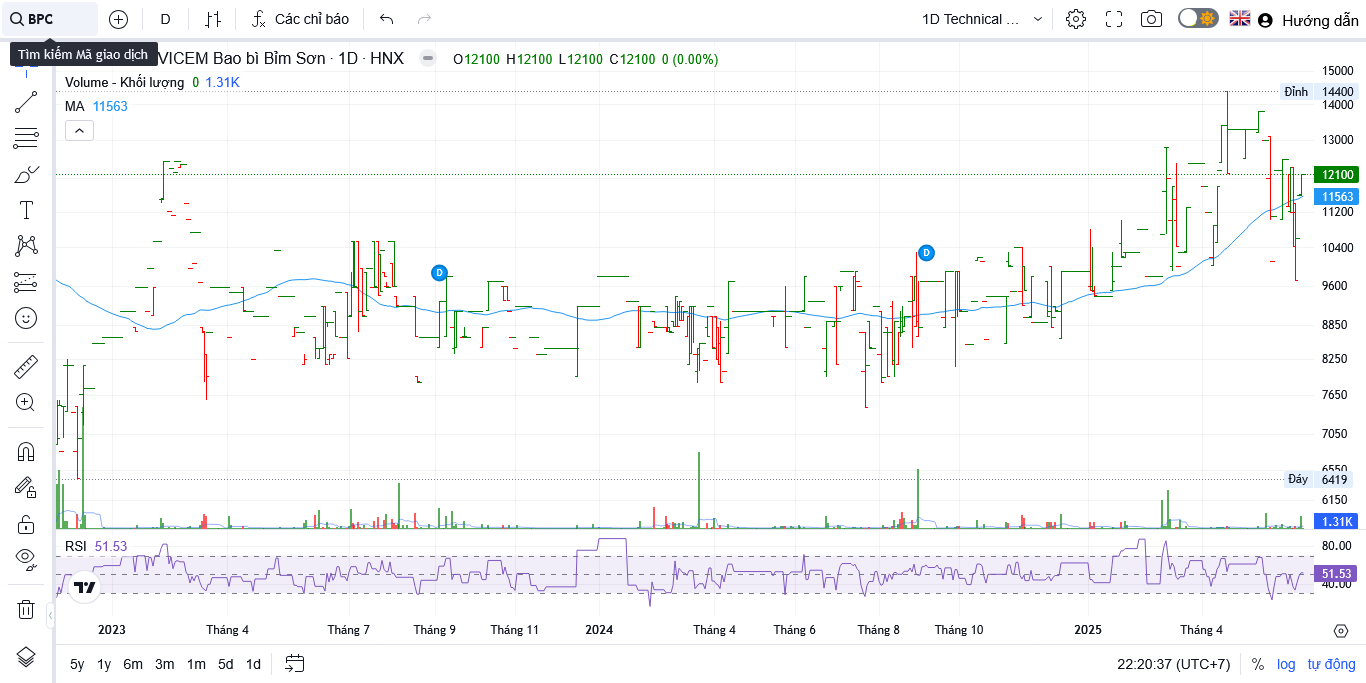 BPC
D
Các chỉ báo
1D Technical ...
Hướng dẫn
Tìm kiếm Mã giao dịch
VICEM Bao bì Bỉm Sơn · 1D · HNX
O12100 H12100 L12100 C12100 0 (0.00%)
Volume - Khối lượng 0 1.31K
MA 11563
15000
Đỉnh 14400
14000
13000
12100
11563
11200
10400
9600
8850
8250
7650
7050
6550
Đáy 6419
6150
1.31K
D
D
RSI 51.53
80.00
51.53
40.00
2023 Tháng 4 Tháng 7 Tháng 9 Tháng 11 2024 Tháng 4 Tháng 6 Tháng 8 Tháng 10 2025 Tháng 4
5y 1y 6m 3m 1m 5d 1d
22:20:37 (UTC+7) % log tự động